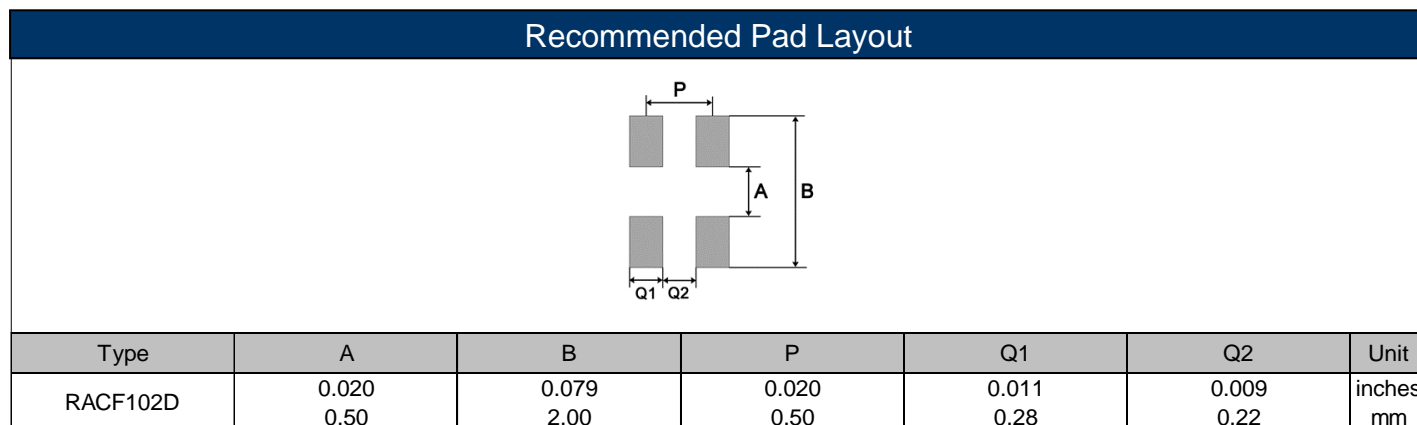 Recommended Pad Layout
P
A
B
Q1 Q2
Type A B P Q1 Q2 Unit
RACF102D
0.020 0.079 0.020 0.011 0.009 inches
0.50 2.00 0.50 0.28 0.22 mm